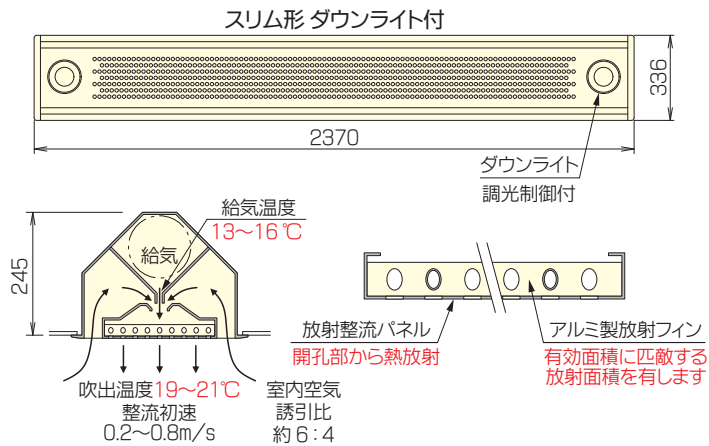 スリム形 ダウンライト付
336
2370
ダウンライト
調光制御付
給気温度
13〜16℃
給気
245
放射整流パネル
開孔部から熱放射
アルミ製放射フィン
有効面積に匹敵する
放射面積を有します
吹出温度19〜21℃
整流初速
0.2〜0.8m/s
室内空気
誘引比
約6:4